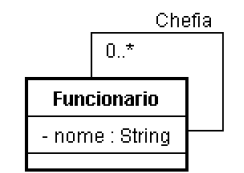 Chefia
0..*
Funcionario
- nome : String